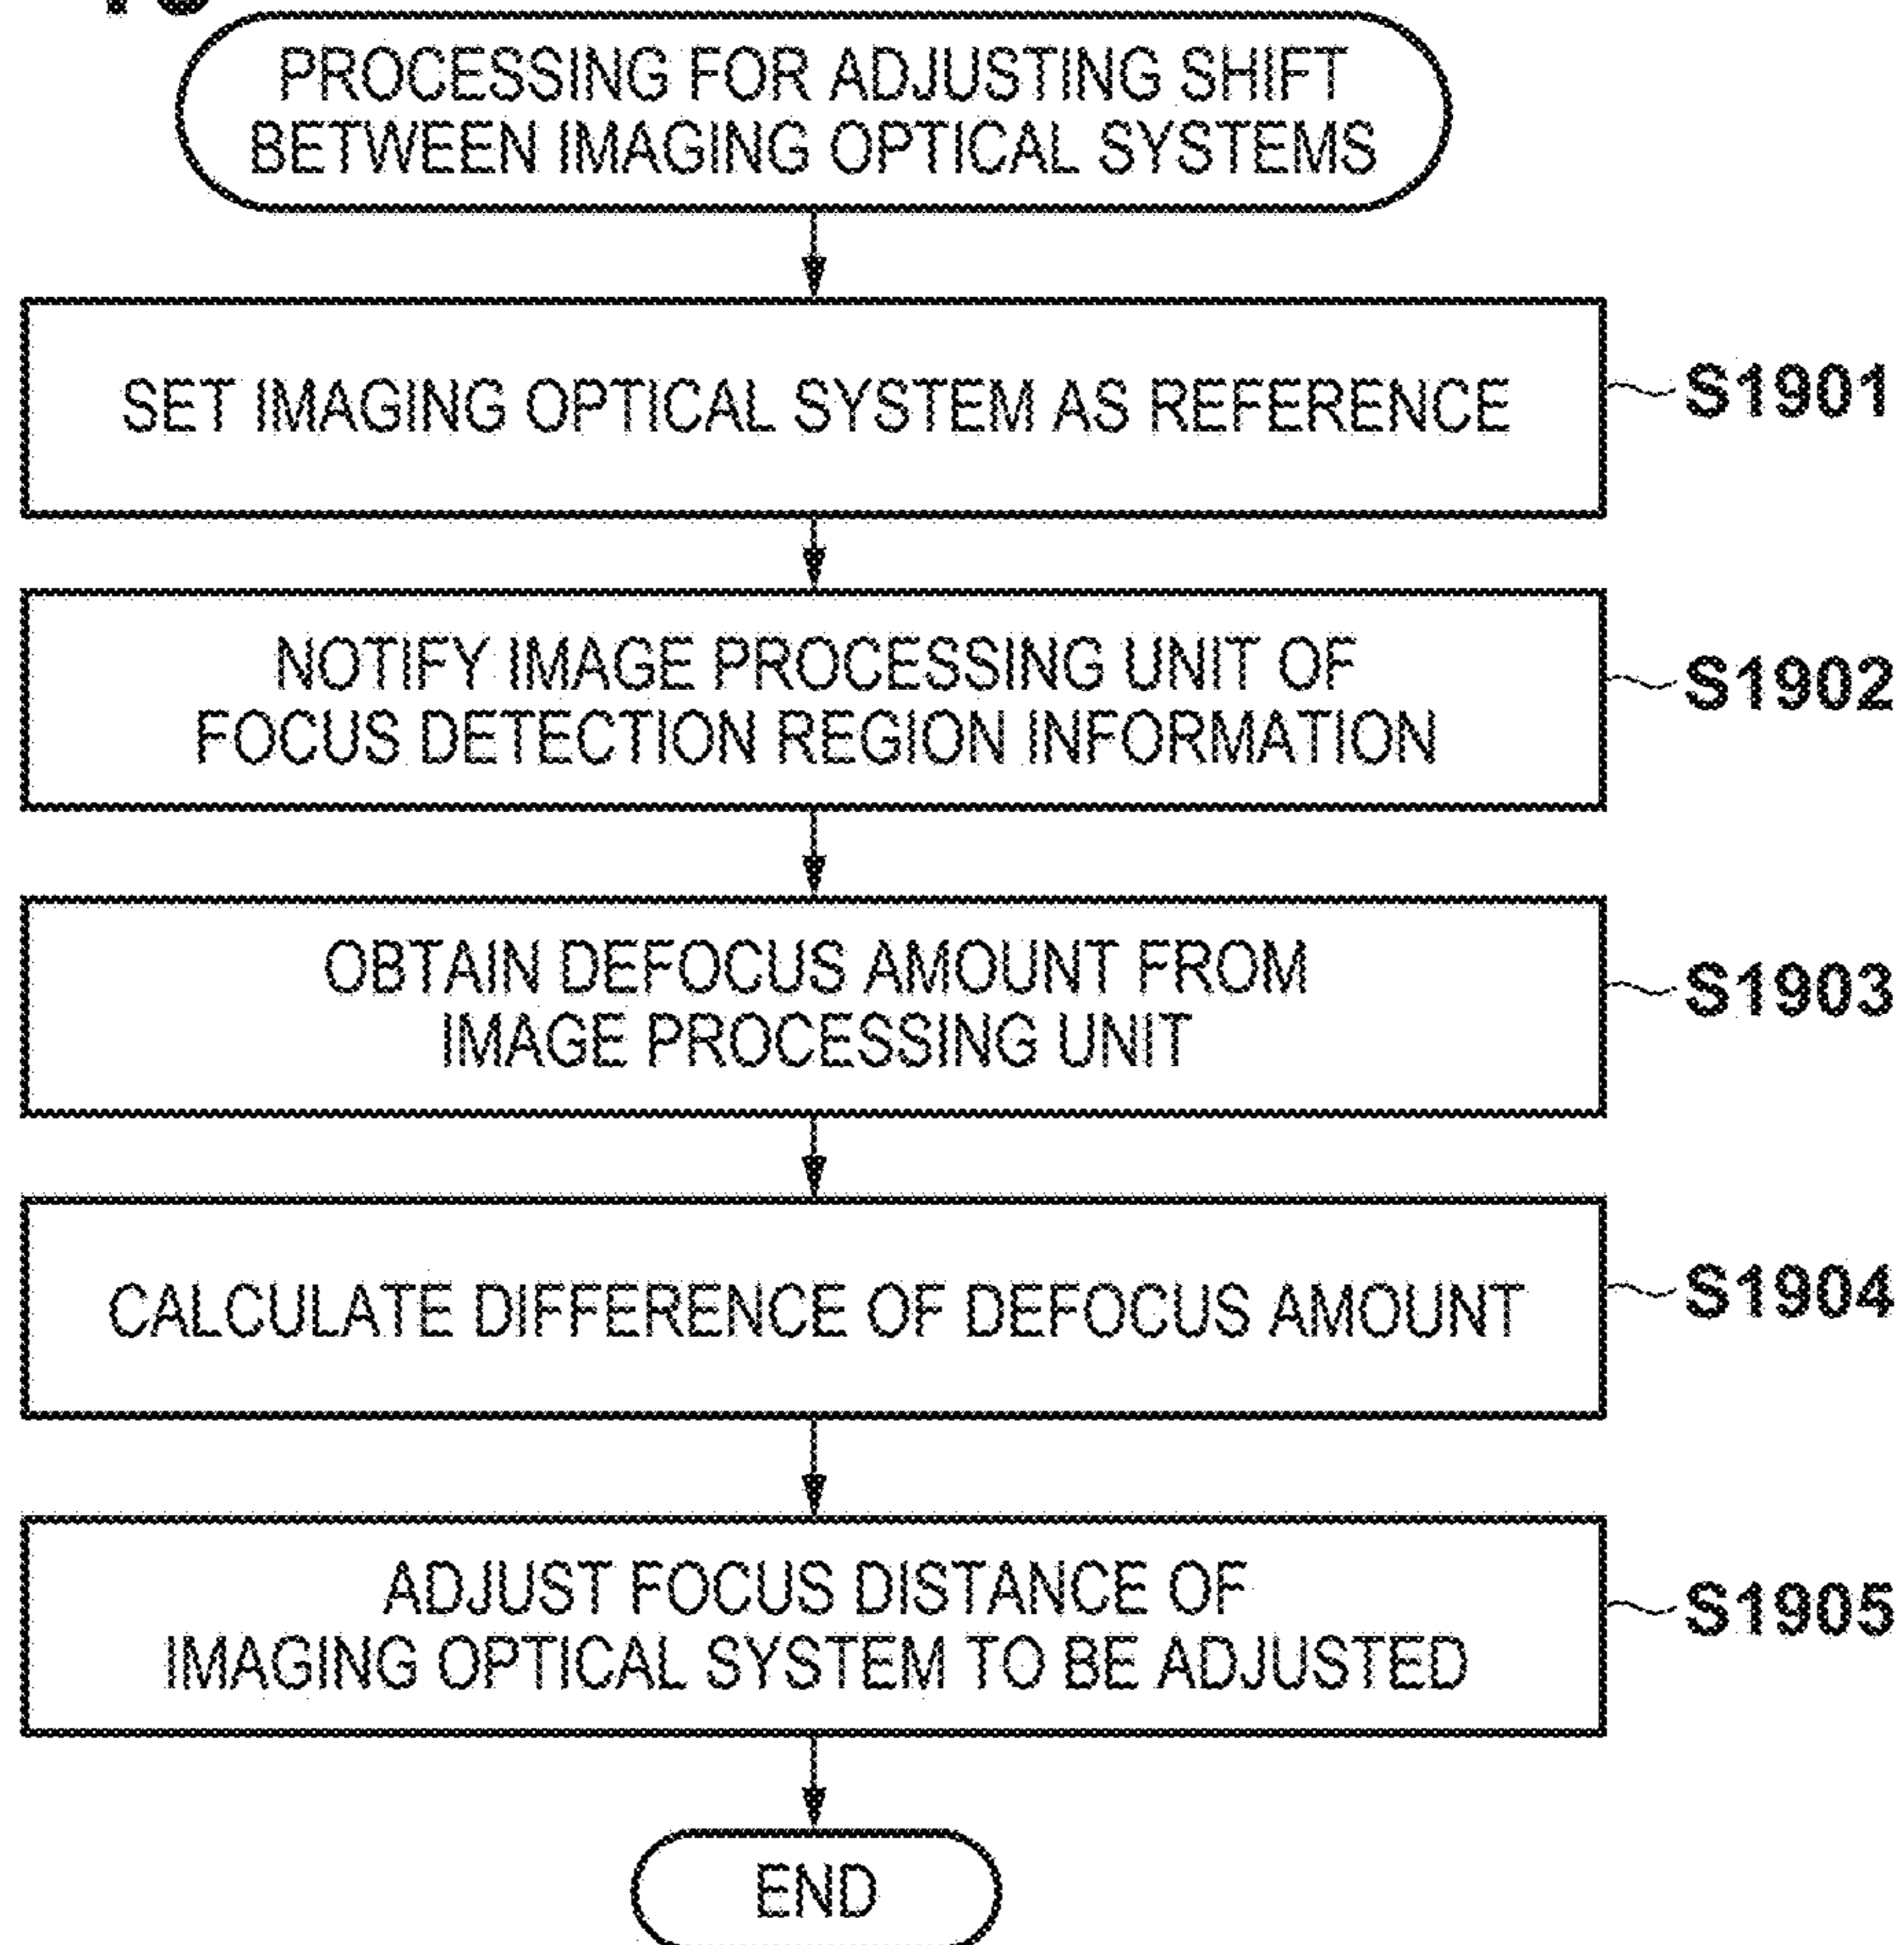 PROCESSING FOR ADJUSTING SHIFT
BETWEEN IMAGING OPTICAL SYSTEMS
SET IMAGING OPTICAL SYSTEM AS REFERENCE
S1901
NOTIFY IMAGE PROCESSING UNIT OF
FOCUS DETECTION REGION INFORMATION
S1902
OBTAIN DEFOCUS AMOUNT FROM
IMAGE PROCESSING UNIT
S1903
CALCULATE DIFFERENCE OF DEFOCUS AMOUNT
S1904
ADJUST FOCUS DISTANCE OF
IMAGING OPTICAL SYSTEM TO BE ADJUSTED
S1905
END